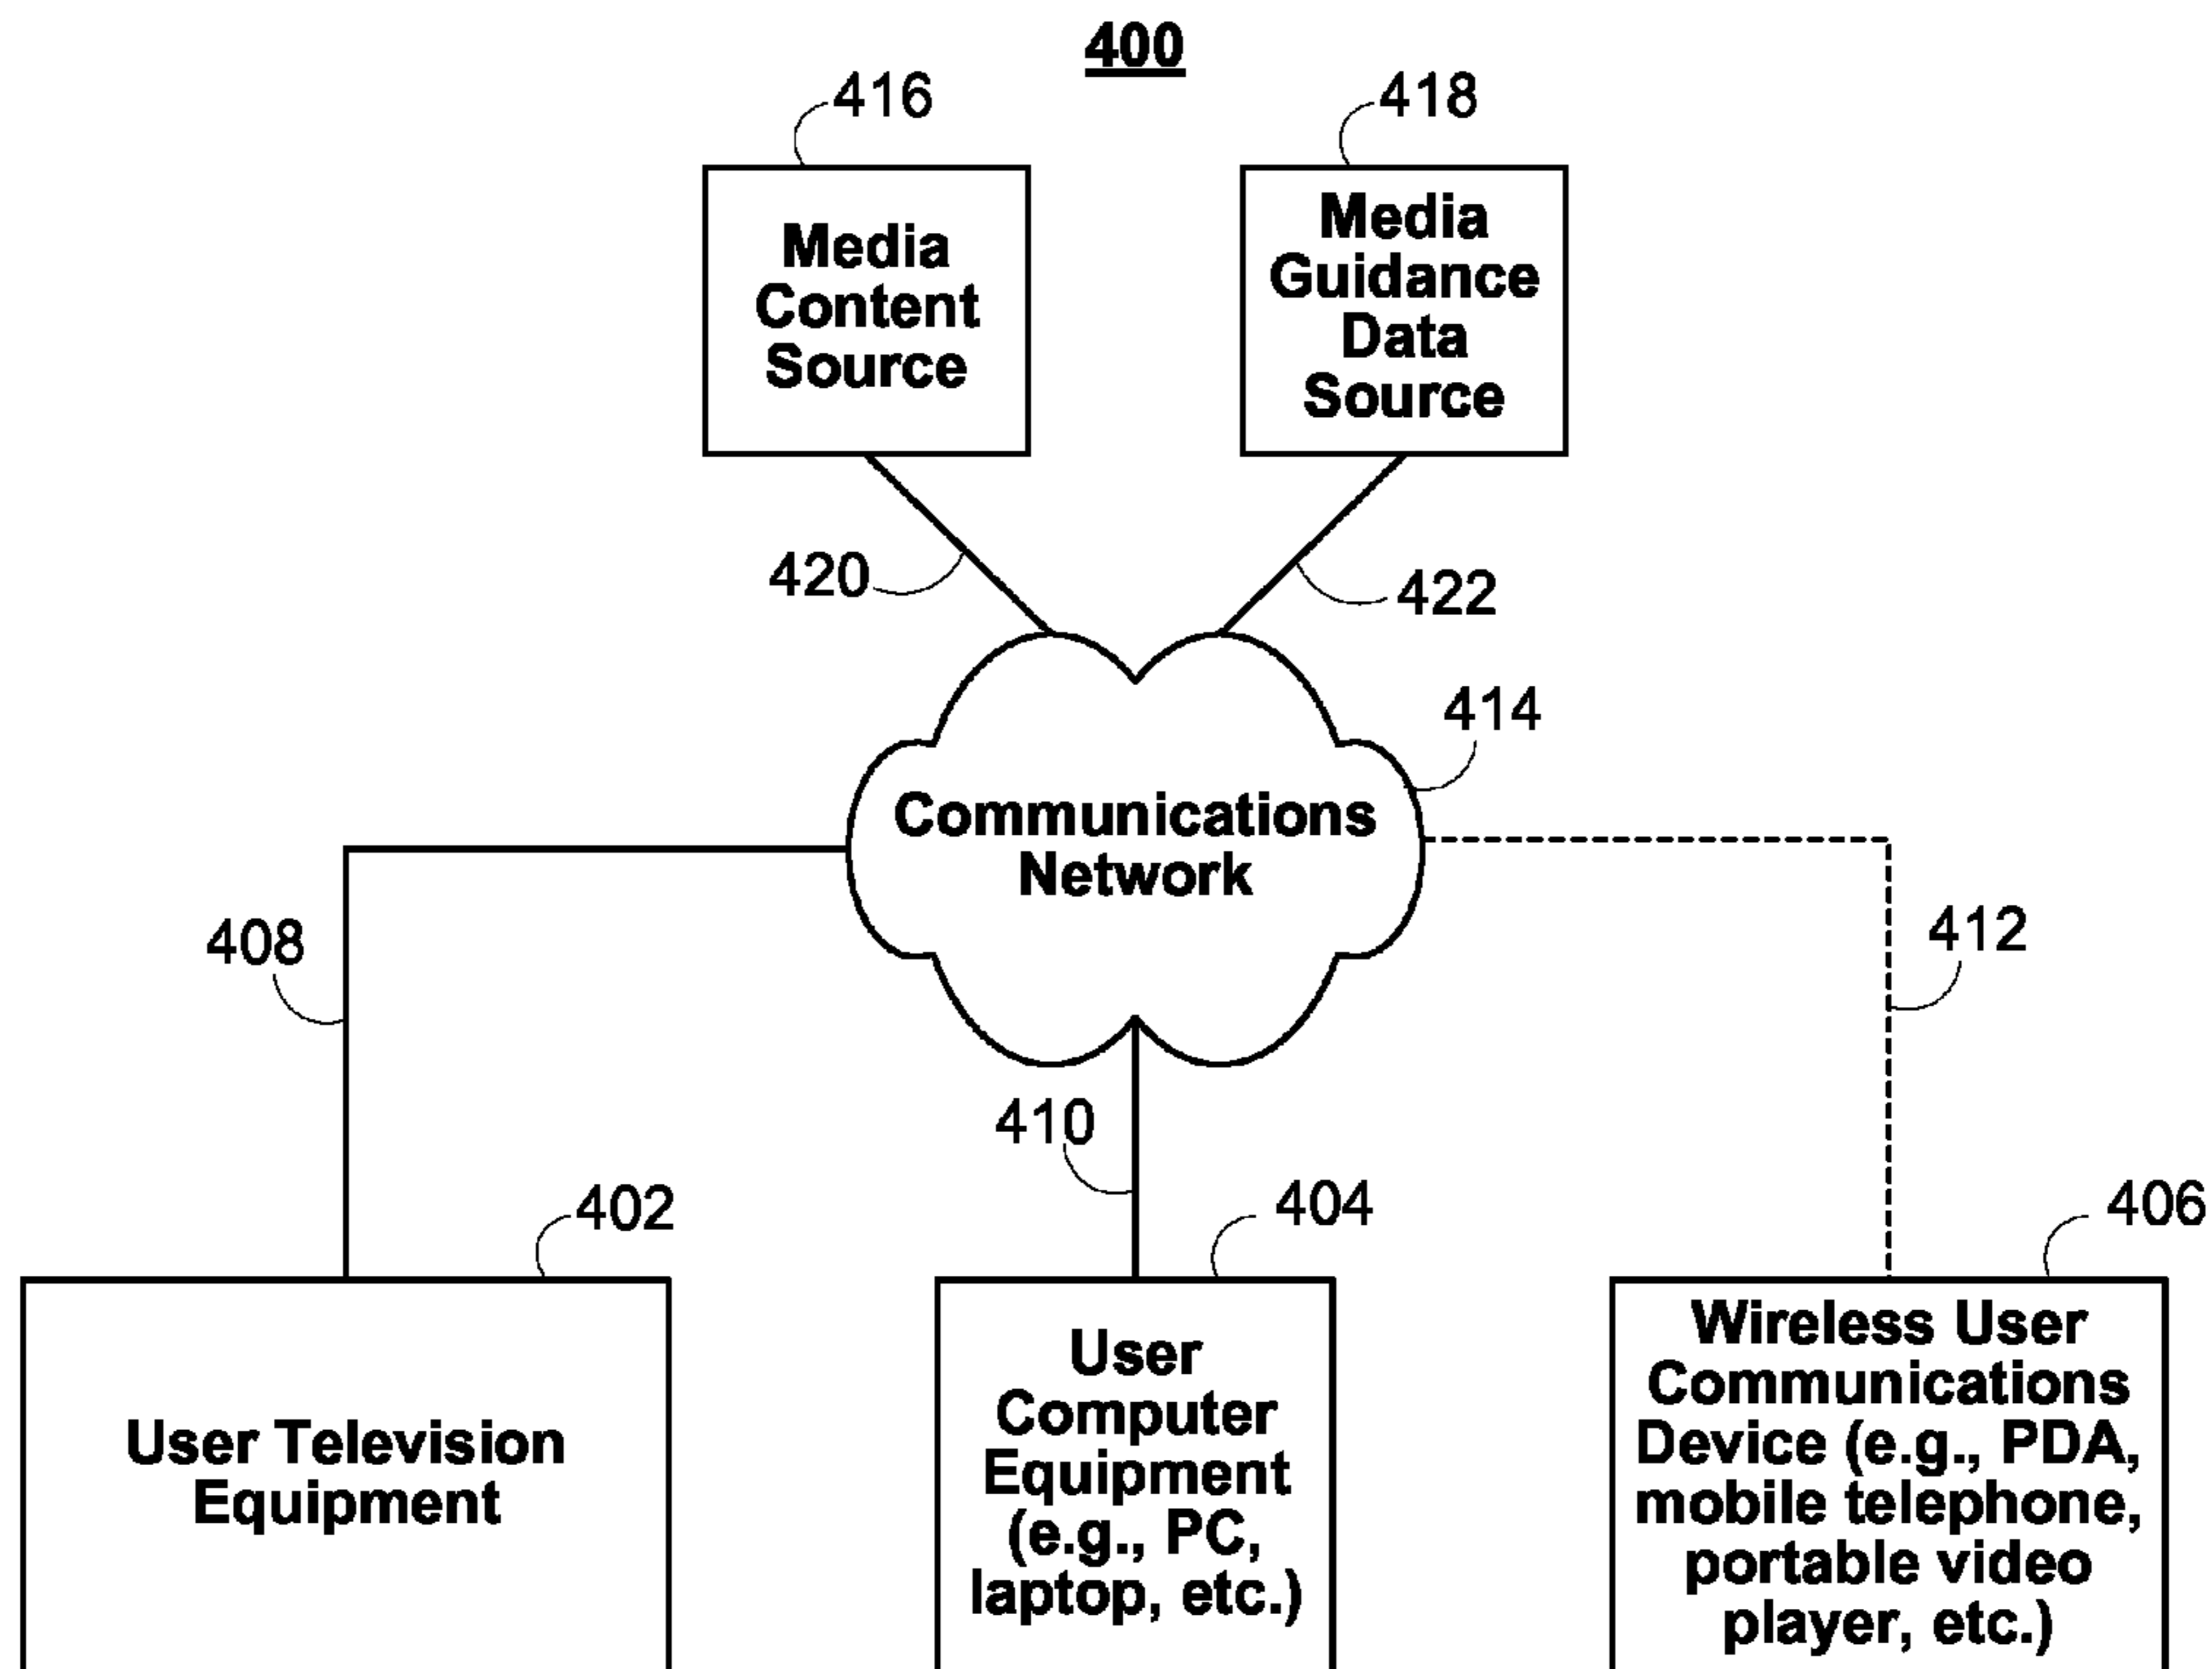 400
416
418
Media
Content
Source
Media
Guidance
Data
Source
420
422
414
Communications
Network
408
412
410
402
404
406
User Television
Equipment
User
Computer
Equipment
(e.g., PC,
laptop, etc.)
Wireless User
Communications
Device (e.g., PDA,
mobile telephone,
portable video
player, etc.)